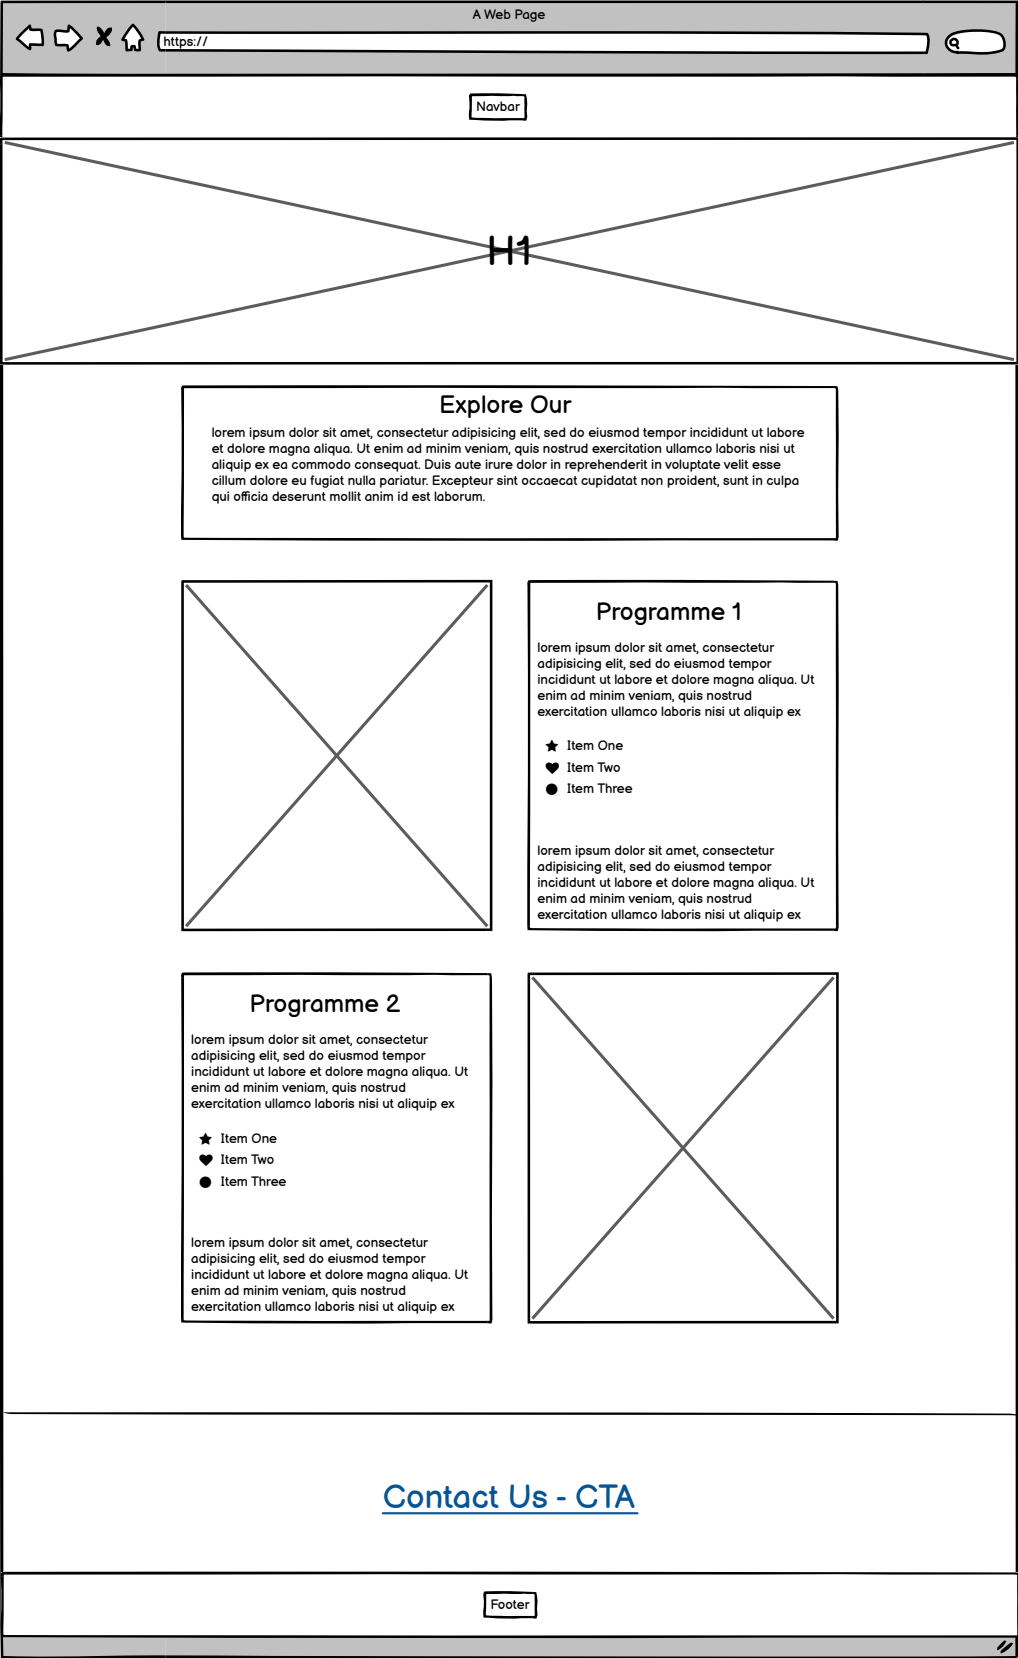 A Web Page
https://
Navbar
H1
Explore Our
lorem ipsum dolor sit amet, consectetur adipisicing elit, sed do eiusmod tempor incididunt ut labore
et dolore magna aliqua. Ut enim ad minim veniam, quis nostrud exercitation ullamco laboris nisi ut
aliquip ex ea commodo consequat. Duis aute irure dolor in reprehenderit in voluptate velit esse
cillum dolore eu fugiat nulla pariatur. Excepteur sint occaecat cupidatat non proident, sunt in culpa
qui officia deserunt mollit anim id est laborum.
Programme 1
lorem ipsum dolor sit amet, consectetur
adipisicing elit, sed do eiusmod tempor
incididunt ut labore et dolore magna aliqua. Ut
enim ad minim veniam, quis nostrud
exercitation ullamco laboris nisi ut aliquip ex
Item One
Item Two
Item Three
lorem ipsum dolor sit amet, consectetur
adipisicing elit, sed do eiusmod tempor
incididunt ut labore et dolore magna aliqua. Ut
enim ad minim veniam, quis nostrud
exercitation ullamco laboris nisi ut aliquip ex
Programme 2
lorem ipsum dolor sit amet, consectetur
adipisicing elit, sed do eiusmod tempor
incididunt ut labore et dolore magna aliqua. Ut
enim ad minim veniam, quis nostrud
exercitation ullamco laboris nisi ut aliquip ex
Item One
Item Two
Item Three
lorem ipsum dolor sit amet, consectetur
adipisicing elit, sed do eiusmod tempor
incididunt ut labore et dolore magna aliqua. Ut
enim ad minim veniam, quis nostrud
exercitation ullamco laboris nisi ut aliquip ex
Contact Us - CTA
Footer